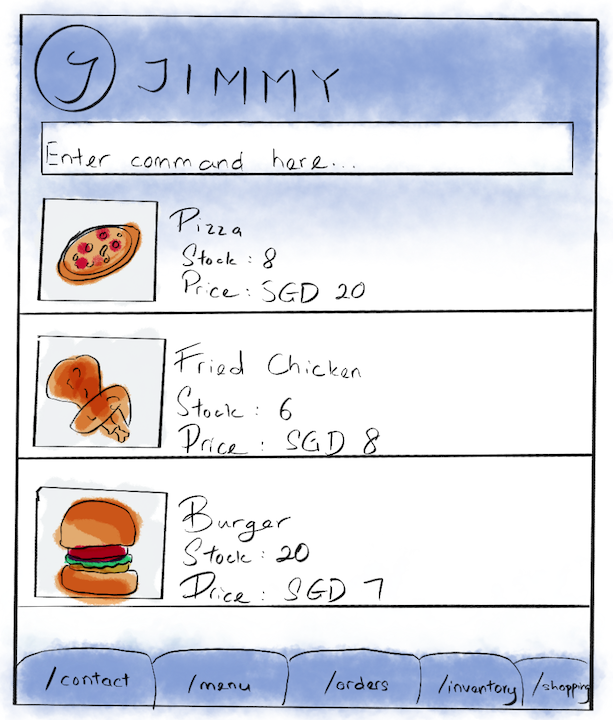 J JIMMY
Enter command here...
Pizza
Stock : 8
Price : SGD 20
Fried Chicken
Stock : 6
Price : SGD 8
Burger
Stock : 20
Price : SGD 7
/contact /menu /orders /inventory /shopping